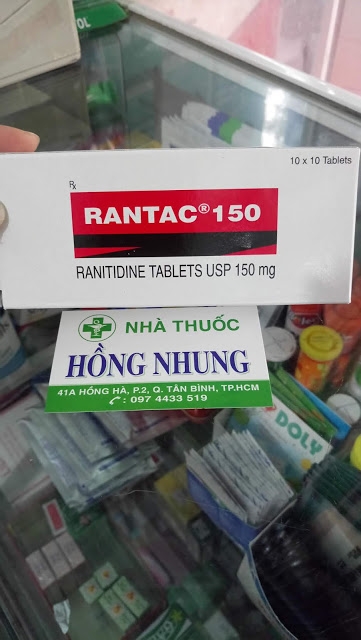 10 x 10 Tablets
Rx
RANTAC® 150
RANITIDINE TABLETS USP 150 mg
NHÀ THUỐC
HỒNG NHUNG
41A HỒNG HÀ, P.2, Q. TÂN BÌNH, TP.HCM
: 097 4433 519
DOLY